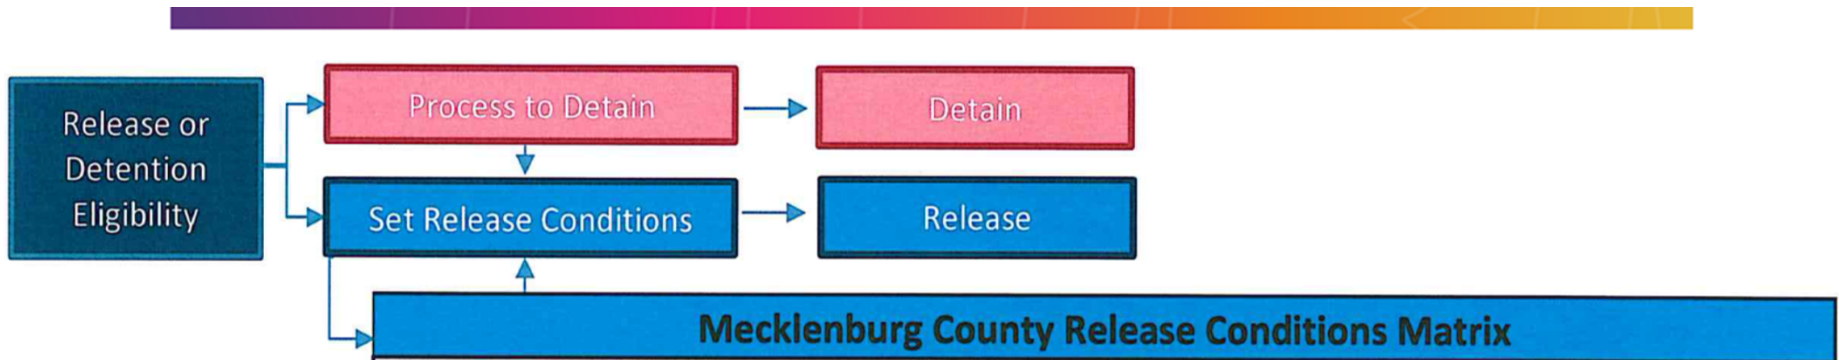 Release or
Detention
Eligibility
Process to Detain
Detain
Set Release Conditions
Release
Mecklenburg County Release Conditions Matrix